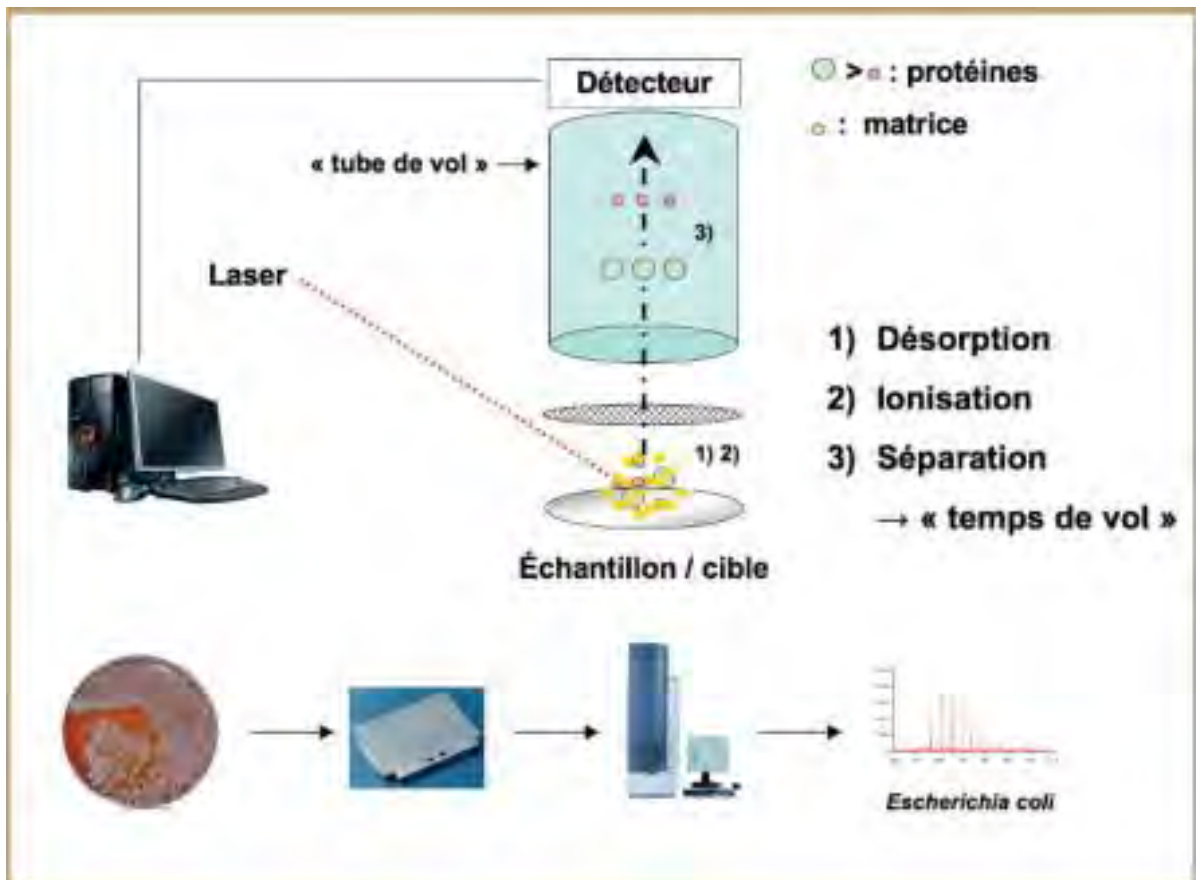 Détecteur
> : protéines
: matrice
« tube de vol » →
3)
Laser
1) Désorption
2) Ionisation
3) Séparation
→ « temps de vol »
1) 2)
Échantillon / cible
Escherichia coli